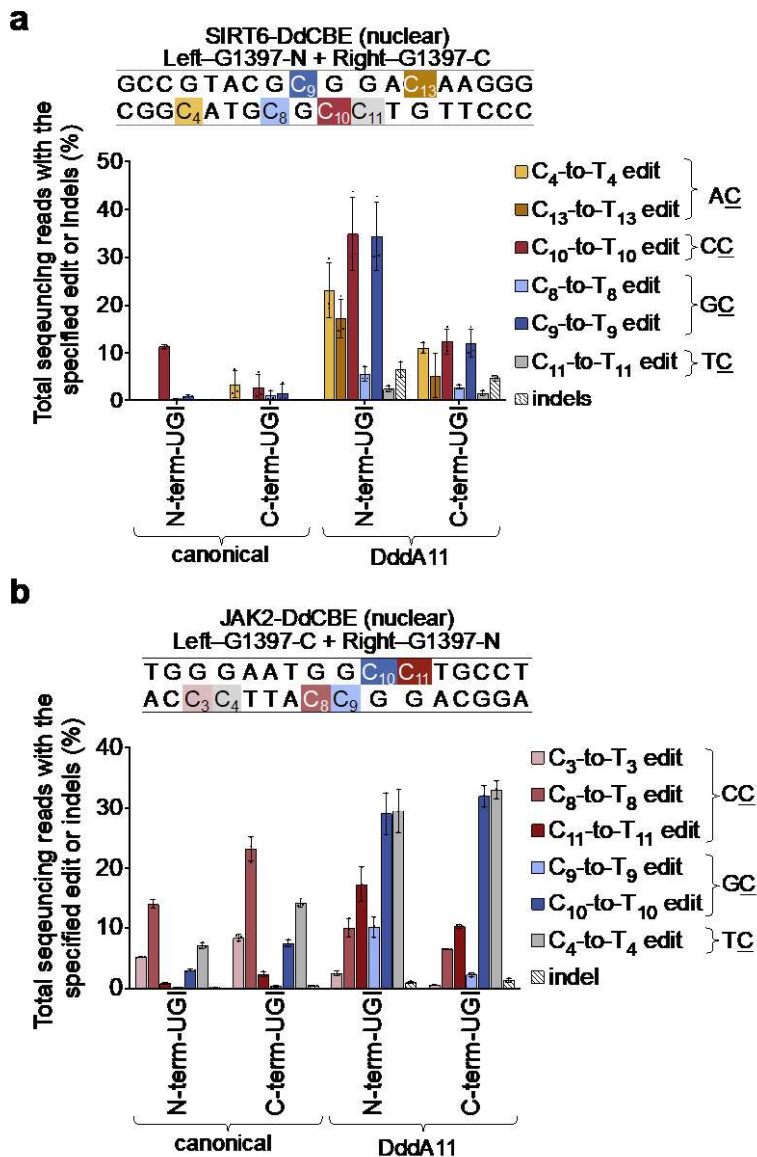 a
SIRT6-DdCBE (nuclear)
Left–G1397-N + Right–G1397-C
GCCGTACGC9GGAC13AAGGG
CGGC4ATGC8GC10C11TGTTCCC
Total seqeuncing reads with the specified edit or indels (%)
50
40
30
20
10
0
N-term-UGI
C-term-UGI
N-term-UGI
C-term-UGI
canonical
DddA11
C4-to-T4 edit
C13-to-T13 edit
AC
C10-to-T10 edit
CC
C8-to-T8 edit
C9-to-T9 edit
GC
C11-to-T11 edit
TC
indels
b
JAK2-DdCBE (nuclear)
Left–G1397-C + Right–G1397-N
TGGGAATGGC10C11TGCCT
ACC3C4TTAC8C9GGACGGA
Total seqeuncing reads with the specified edit or indels (%)
40
30
20
10
0
N-term-UGI
C-term-UGI
N-term-UGI
C-term-UGI
canonical
DddA11
C3-to-T3 edit
C8-to-T8 edit
C11-to-T11 edit
CC
C9-to-T9 edit
C10-to-T10 edit
GC
C4-to-T4 edit
TC
indel